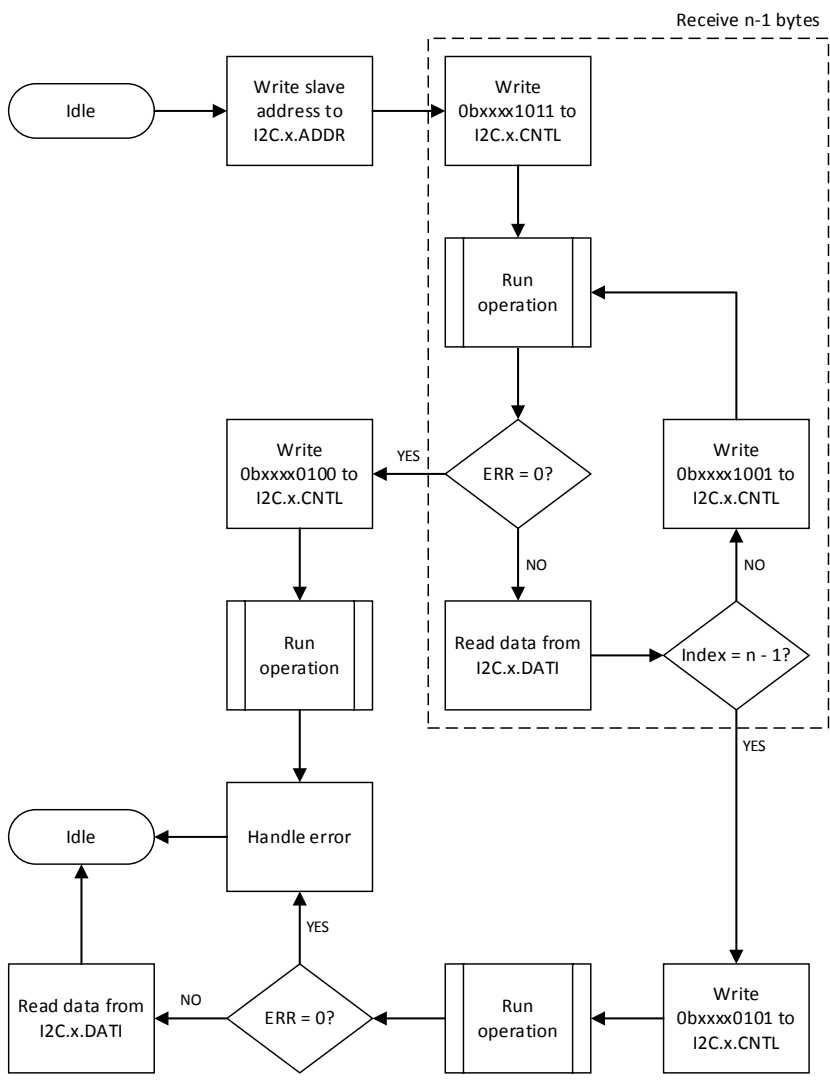 Receive n-1 bytes
Idle
Write slave
address to
I2C.x.ADDR
Write
0bxxxx1011 to
I2C.x.CNTL
Run
operation
Write
0bxxxx0100 to
I2C.x.CNTL
YES
ERR = 0?
Write
0bxxxx1001 to
I2C.x.CNTL
NO
NO
Run
operation
Read data from
I2C.x.DATI
Index = n - 1?
YES
Idle
Handle error
YES
Read data from
I2C.x.DATI
NO
ERR = 0?
Run
operation
Write
0bxxxx0101 to
I2C.x.CNTL